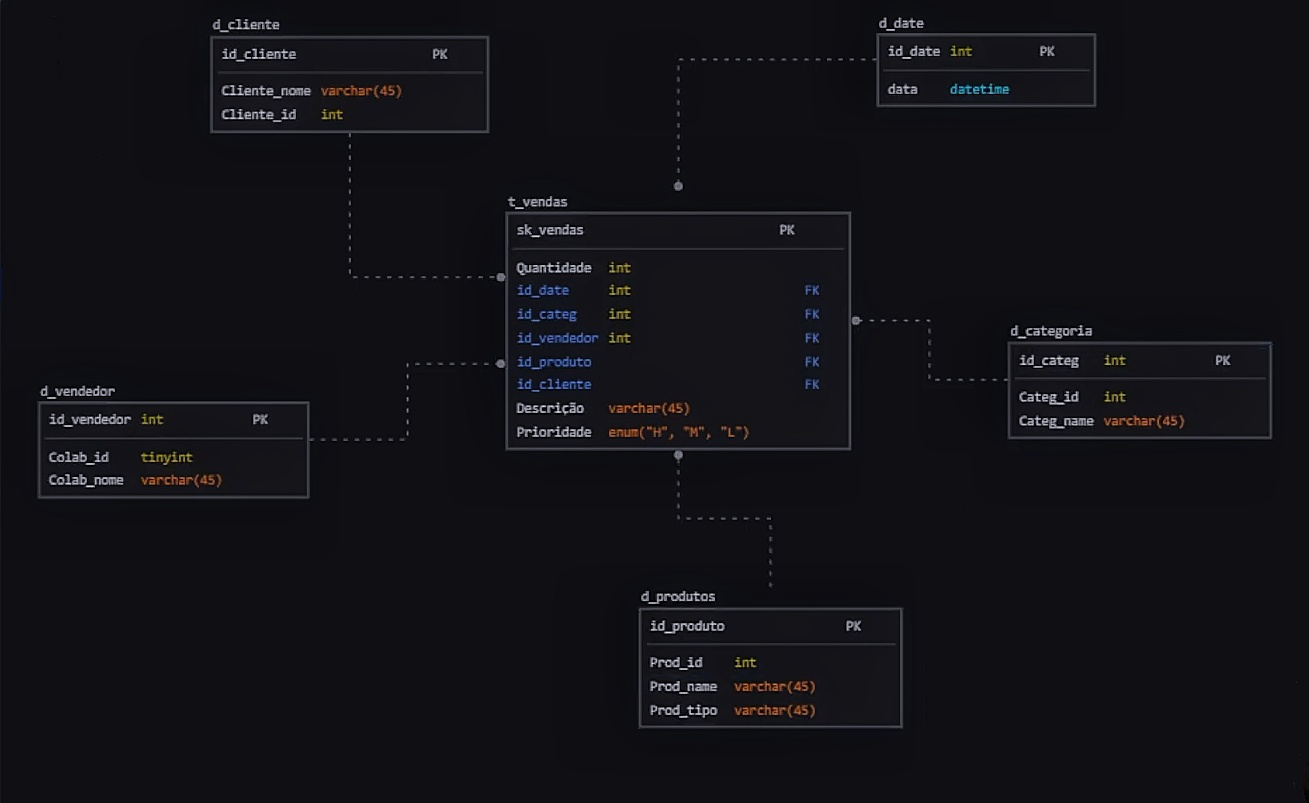 d_cliente
id_cliente PK
Cliente_nome varchar(45)
Cliente_id int
d_date
id_date int PK
data datetime
t_vendas
sk_vendas PK
Quantidade int
id_date int FK
id_categ int FK
id_vendedor int FK
id_produto FK
id_cliente FK
Descrição varchar(45)
Prioridade enum("H", "M", "L")
d_categoria
id_categ int PK
Categ_id int
Categ_name varchar(45)
d_vendedor
id_vendedor int PK
Colab_id tinyint
Colab_nome varchar(45)
d_produtos
id_produto PK
Prod_id int
Prod_name varchar(45)
Prod_tipo varchar(45)